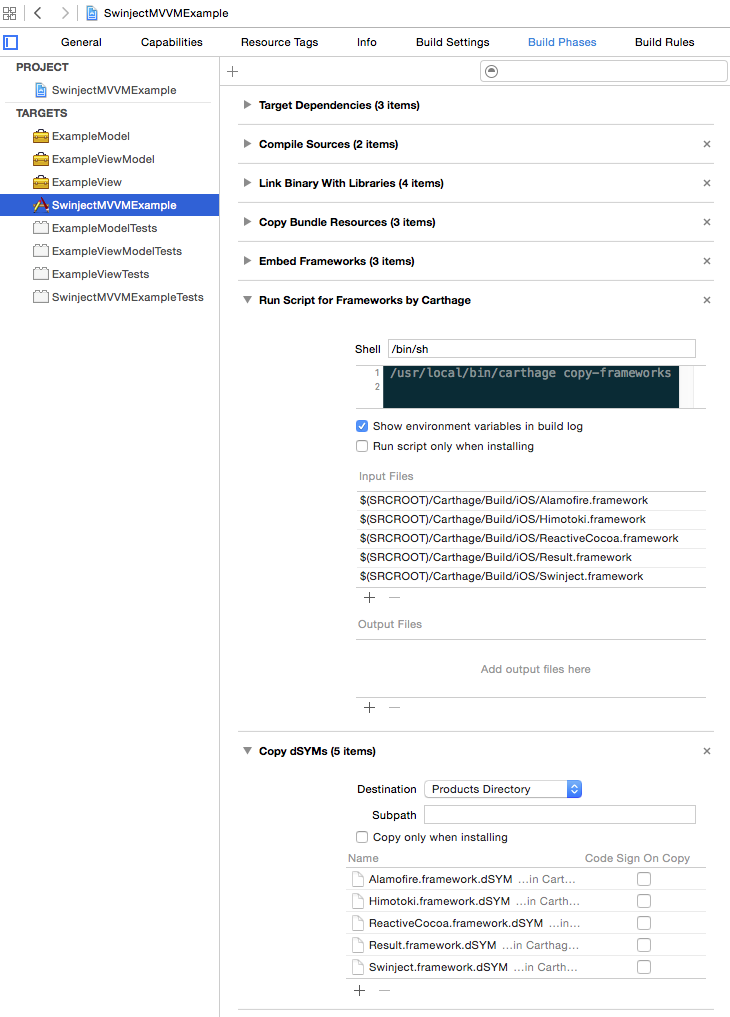 SwinjectMVVMExample
General Capabilities Resource Tags Info Build Settings Build Phases Build Rules
PROJECT
SwinjectMVVMExample
TARGETS
ExampleModel
ExampleViewModel
ExampleView
SwinjectMVVMExample
ExampleModelTests
ExampleViewModelTests
ExampleViewTests
SwinjectMVVMExampleTests
Target Dependencies (3 items)
Compile Sources (2 items)
Link Binary With Libraries (4 items)
Copy Bundle Resources (3 items)
Embed Frameworks (3 items)
Run Script for Frameworks by Carthage
Shell /bin/sh
1 /usr/local/bin/carthage copy-frameworks
2
Show environment variables in build log
Run script only when installing
Input Files
$(SRCROOT)/Carthage/Build/iOS/Alamofire.framework
$(SRCROOT)/Carthage/Build/iOS/Himotoki.framework
$(SRCROOT)/Carthage/Build/iOS/ReactiveCocoa.framework
$(SRCROOT)/Carthage/Build/iOS/Result.framework
$(SRCROOT)/Carthage/Build/iOS/Swinject.framework
Output Files
Add output files here
Copy dSYMs (5 items)
Destination Products Directory
Subpath
Copy only when installing
Name Code Sign On Copy
Alamofire.framework.dSYM ...in Cart...
Himotoki.framework.dSYM ...in Carth...
ReactiveCocoa.framework.dSYM ...in...
Result.framework.dSYM ...in Carthag...
Swinject.framework.dSYM ...in Carth...